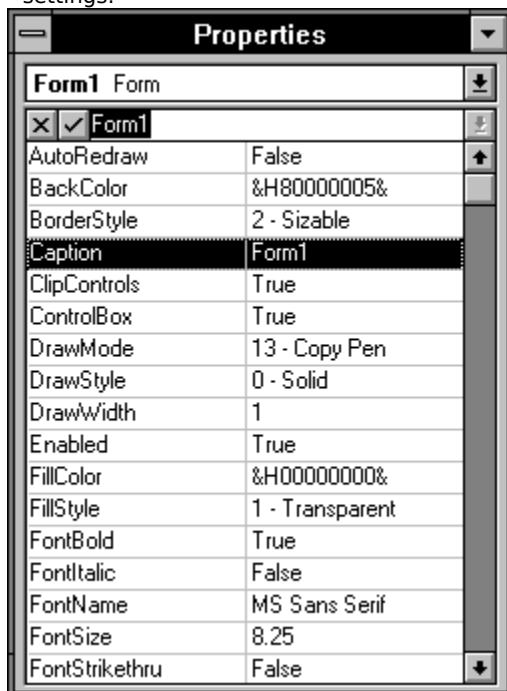 settings.
Properties
Form1 Form
Form1
AutoRedraw False
BackColor &H80000005&
BorderStyle 2 - Sizable
Caption Form1
ClipControls True
ControlBox True
DrawMode 13 - Copy Pen
DrawStyle 0 - Solid
DrawWidth 1
Enabled True
FillColor &H00000000&
FillStyle 1 - Transparent
FontBold True
FontItalic False
FontName MS Sans Serif
FontSize 8.25
FontStrikethru False